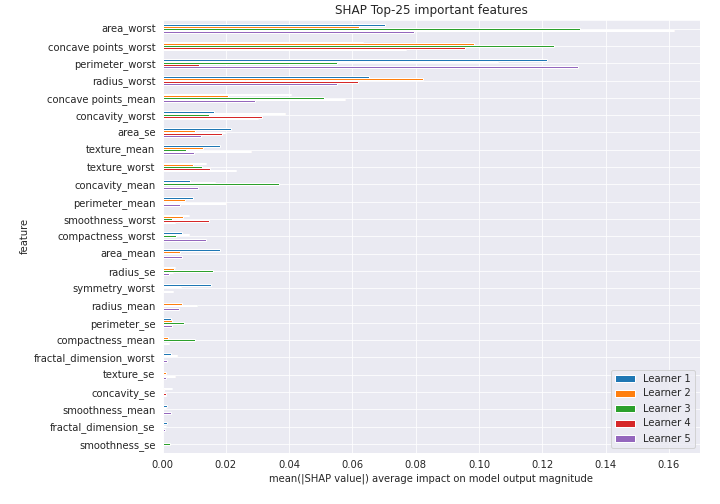 SHAP Top-25 important features
area_worst
concave points_worst
perimeter_worst
radius_worst
concave points_mean
concavity_worst
area_se
texture_mean
texture_worst
concavity_mean
perimeter_mean
smoothness_worst
compactness_worst
area_mean
radius_se
symmetry_worst
radius_mean
perimeter_se
compactness_mean
fractal_dimension_worst
texture_se
concavity_se
smoothness_mean
fractal_dimension_se
smoothness_se
feature
Learner 1
Learner 2
Learner 3
Learner 4
Learner 5
0.00 0.02 0.04 0.06 0.08 0.10 0.12 0.14 0.16
mean(|SHAP value|) average impact on model output magnitude